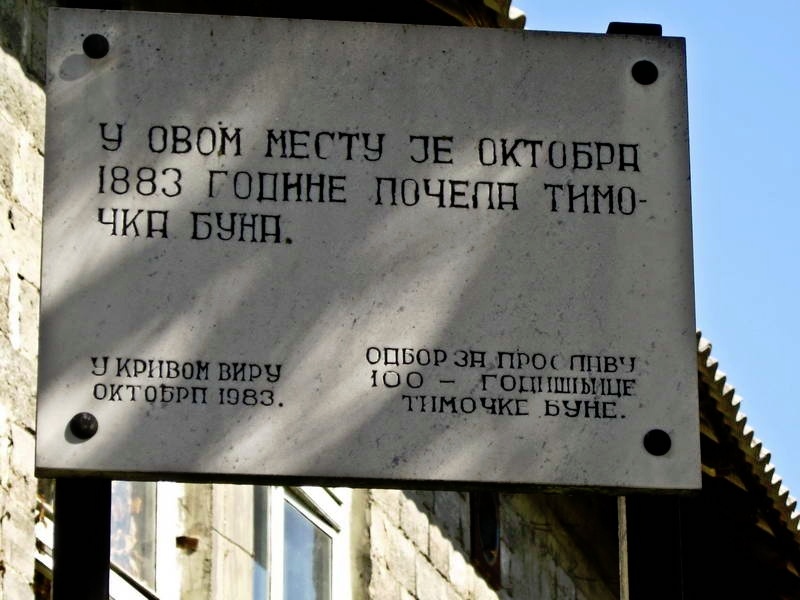 У ОВОМ МЕСТУ ЈЕ ОКТОБРА
1883 ГОДИНЕ ПОЧЕЛА ТИМО-
ЧКА БУНА.
У КРИВОМ ВИРУ
ОКТОБРА 1983.
ОДБОР ЗА ПРОСЛАВУ
100 - ГОДИШЊИЦЕ
ТИМОЧКЕ БУНЕ.